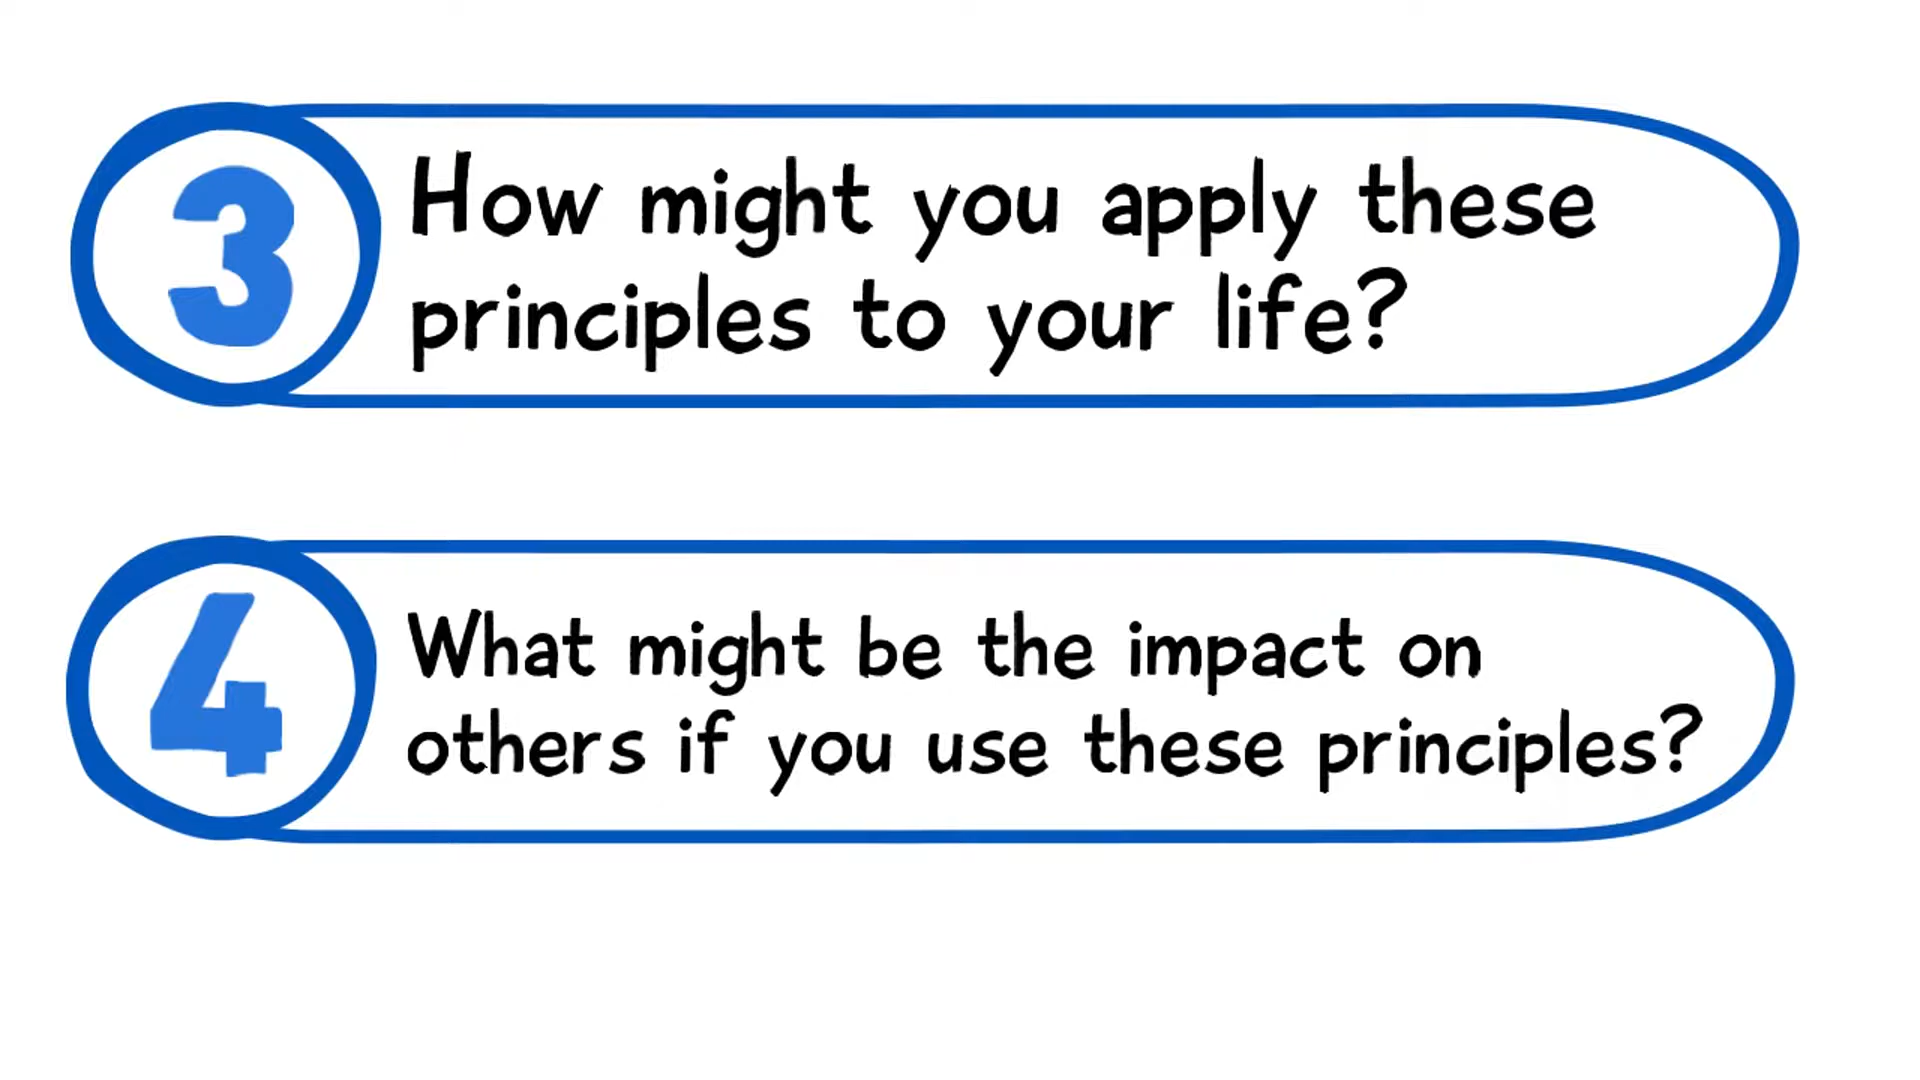 3
How might you apply these
principles to your life?
4
What might be the impact on
others if you use these principles?